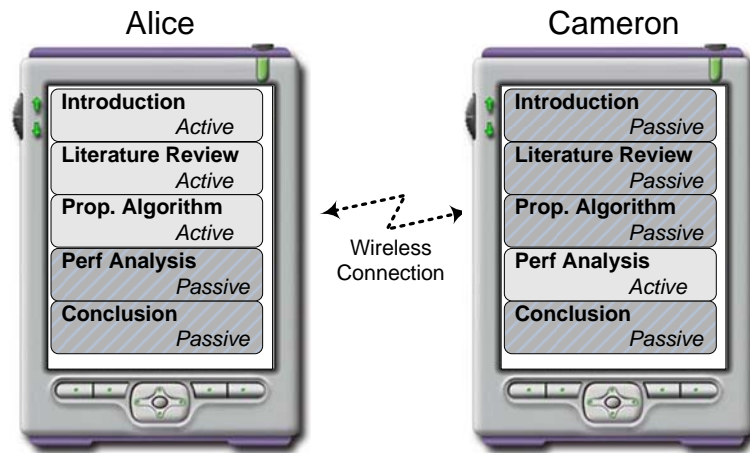 Alice
Introduction
Active
Literature Review
Active
Prop. Algorithm
Active
Perf Analysis
Passive
Conclusion
Passive
Wireless
Connection
Cameron
Introduction
Passive
Literature Review
Passive
Prop. Algorithm
Passive
Perf Analysis
Active
Conclusion
Passive